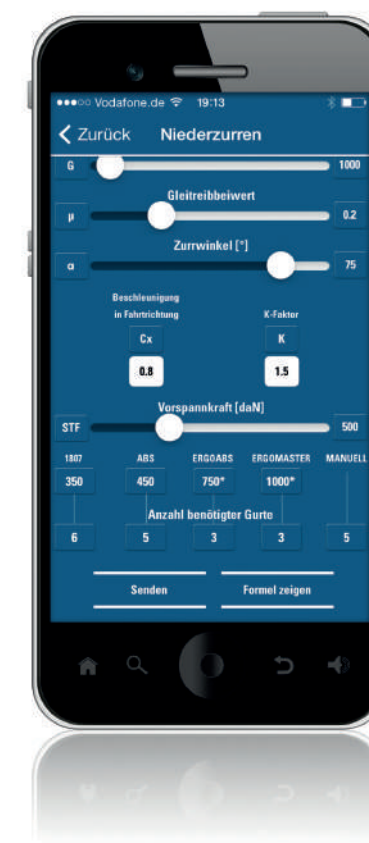 Vodafone.de 19:13
Zurück Niederzurren
G 1000
Gleitreibbeiwert
µ 0.2
Zurrwinkel [°]
α 75
Beschleunigung
in Fahrtrichtung K-Faktor
Cx K
0.8 1.5
Vorspannkraft [daN]
STF 500
1807 ABS ERGOABS ERGOMASTER MANUELL
350 450 750* 1000*
Anzahl benötigter Gurte
6 5 3 3 5
Senden Formel zeigen